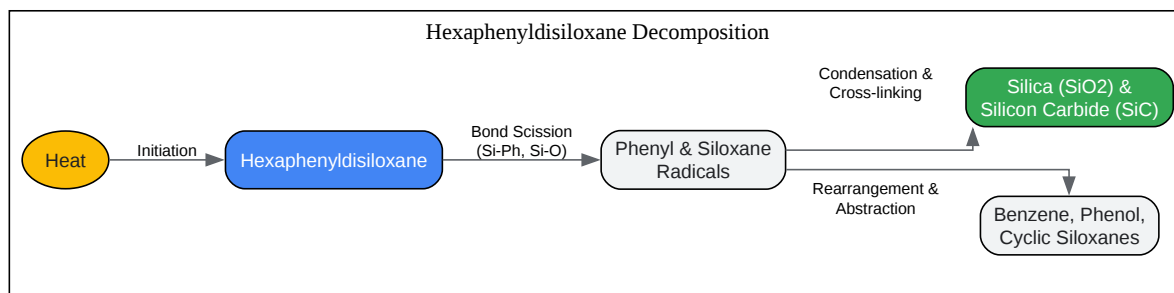 Hexaphenyldisiloxane Decomposition
Heat
Initiation
Hexaphenyldisiloxane
Bond Scission
(Si-Ph, Si-O)
Phenyl & Siloxane
Radicals
Condensation &
Cross-linking
Silica (SiO2) &
Silicon Carbide (SiC)
Rearrangement &
Abstraction
Benzene, Phenol,
Cyclic Siloxanes